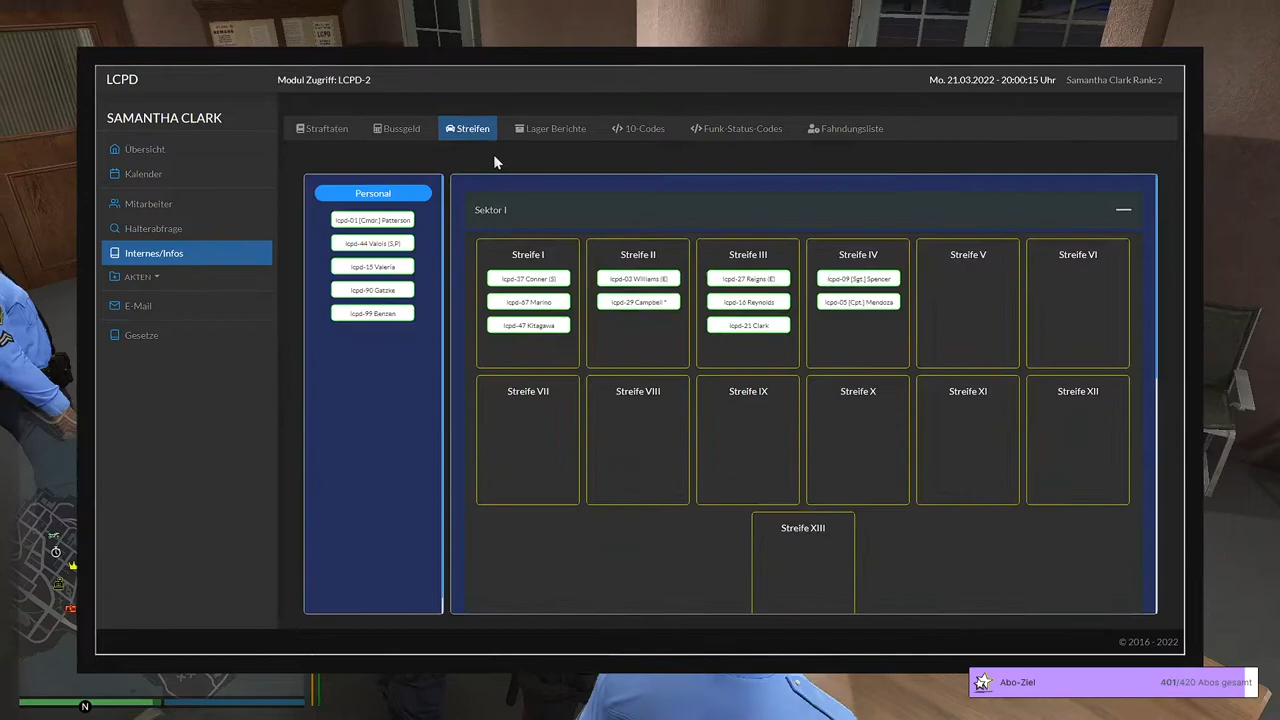 LCPD
Modul Zugriff: LCPD-2
Mo. 21.03.2022 - 20:00:15 Uhr
Samantha Clark Rank: 2
SAMANTHA CLARK
Übersicht
Kalender
Mitarbeiter
Halterabfrage
Internes/Infos
AKTEN
E-Mail
Gesetze
Straftaten
Bussgeld
Streifen
Lager Berichte
10-Codes
Funk-Status-Codes
Fahndungsliste
Personal
lcpd-01 [Cmdr.] Patterson
lcpd-44 Valois (S,P)
lcpd-15 Valeria
lcpd-90 Gatzke
lcpd-99 Benzen
Sektor I
Streife I
lcpd-37 Conner (S)
lcpd-67 Marino
lcpd-47 Kitagawa
Streife II
lcpd-03 Williams (E)
lcpd-29 Campbell *
Streife III
lcpd-27 Reigns (E)
lcpd-16 Reynolds
lcpd-21 Clark
Streife IV
lcpd-09 [Sgt.] Spencer
lcpd-05 [Cpt.] Mendoza
Streife V
Streife VI
Streife VII
Streife VIII
Streife IX
Streife X
Streife XI
Streife XII
Streife XIII
© 2016 - 2022
Abo-Ziel
401/420 Abos gesamt
N